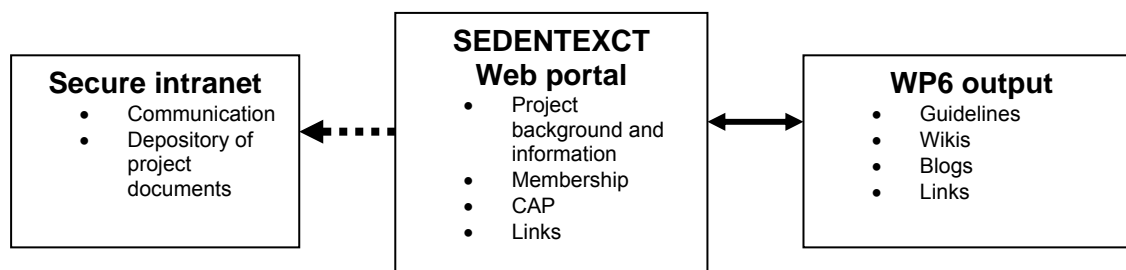 Secure intranet
• Communication
• Depository of
project
documents
SEDENTEXCT
Web portal
• Project
background and
information
• Membership
• CAP
• Links
WP6 output
• Guidelines
• Wikis
• Blogs
• Links